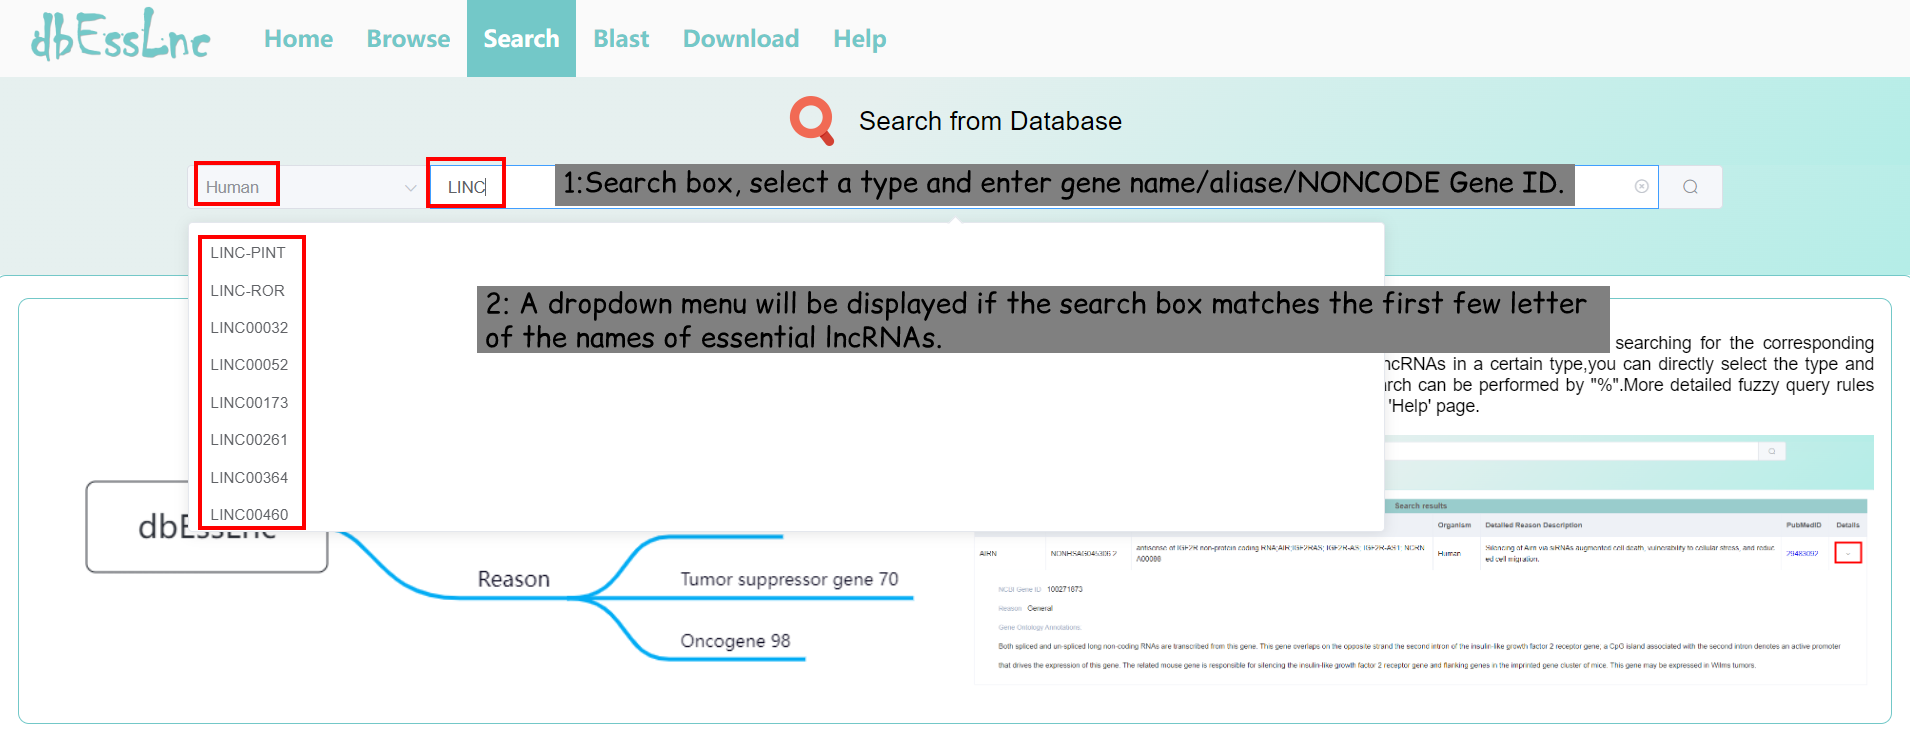 dbEssLnc Home Browse Search Blast Download Help
Search from Database
Human LINC 1:Search box, select a type and enter gene name/aliase/NONCODE Gene ID.
LINC-PINT
LINC-ROR
LINC00032
LINC00052
LINC00173
LINC00261
LINC00364
LINC00460
2: A dropdown menu will be displayed if the search box matches the first few letter
of the names of essential lncRNAs.
searching for the corresponding
ncRNAs in a certain type,you can directly select the type and
rch can be performed by "%".More detailed fuzzy query rules
'Help' page.
dbEssLnc
Reason
Tumor suppressor gene 70
Oncogene 98
Search results
Organism Detailed Reason Description PubMedID Details
AIRN NONHSAG045306.2 antisense of IGF2R non-protein coding RNA;AIR;IGF2RAS; IGF2R-AS; IGF2R-AS1; NCRN
A00088 Human Silencing of Airn via siRNAs augmented cell death, vulnerability to cellular stress, and reduc
ed cell migration. 29483092
NCBI Gene ID 100271873
Reason General
Gene Ontology Annotations.
Both spliced and un-spliced long non-coding RNAs are transcribed from this gene. This gene overlaps on the opposite strand the second intron of the insulin-like growth factor 2 receptor gene; a CpG island associated with the second intron denotes an active promoter
that drives the expression of this gene. The related mouse gene is responsible for silencing the insulin-like growth factor 2 receptor gene and flanking genes in the imprinted gene cluster of mice. This gene may be expressed in Wilms tumors.